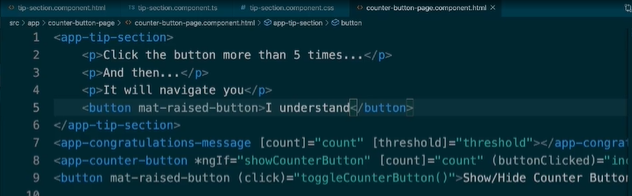 tip-section.component.html tip-section.component.ts tip-section.component.css counter-button-page.component.html
src > app > counter-button-page > counter-button-page.component.html > app-tip-section > button
1 <app-tip-section>
2 <p>Click the button more than 5 times...</p>
3 <p>And then...</p>
4 <p>It will navigate you</p>
5 <button mat-raised-button>I understand</button>
6 </app-tip-section>
7 <app-congratulations-message [count]="count" [threshold]="threshold"></app-congrat
8 <app-counter-button *ngIf="showCounterButton" [count]="count" (buttonClicked)="inc
9 <button mat-raised-button (click)="toggleCounterButton()">Show/Hide Counter Button
10